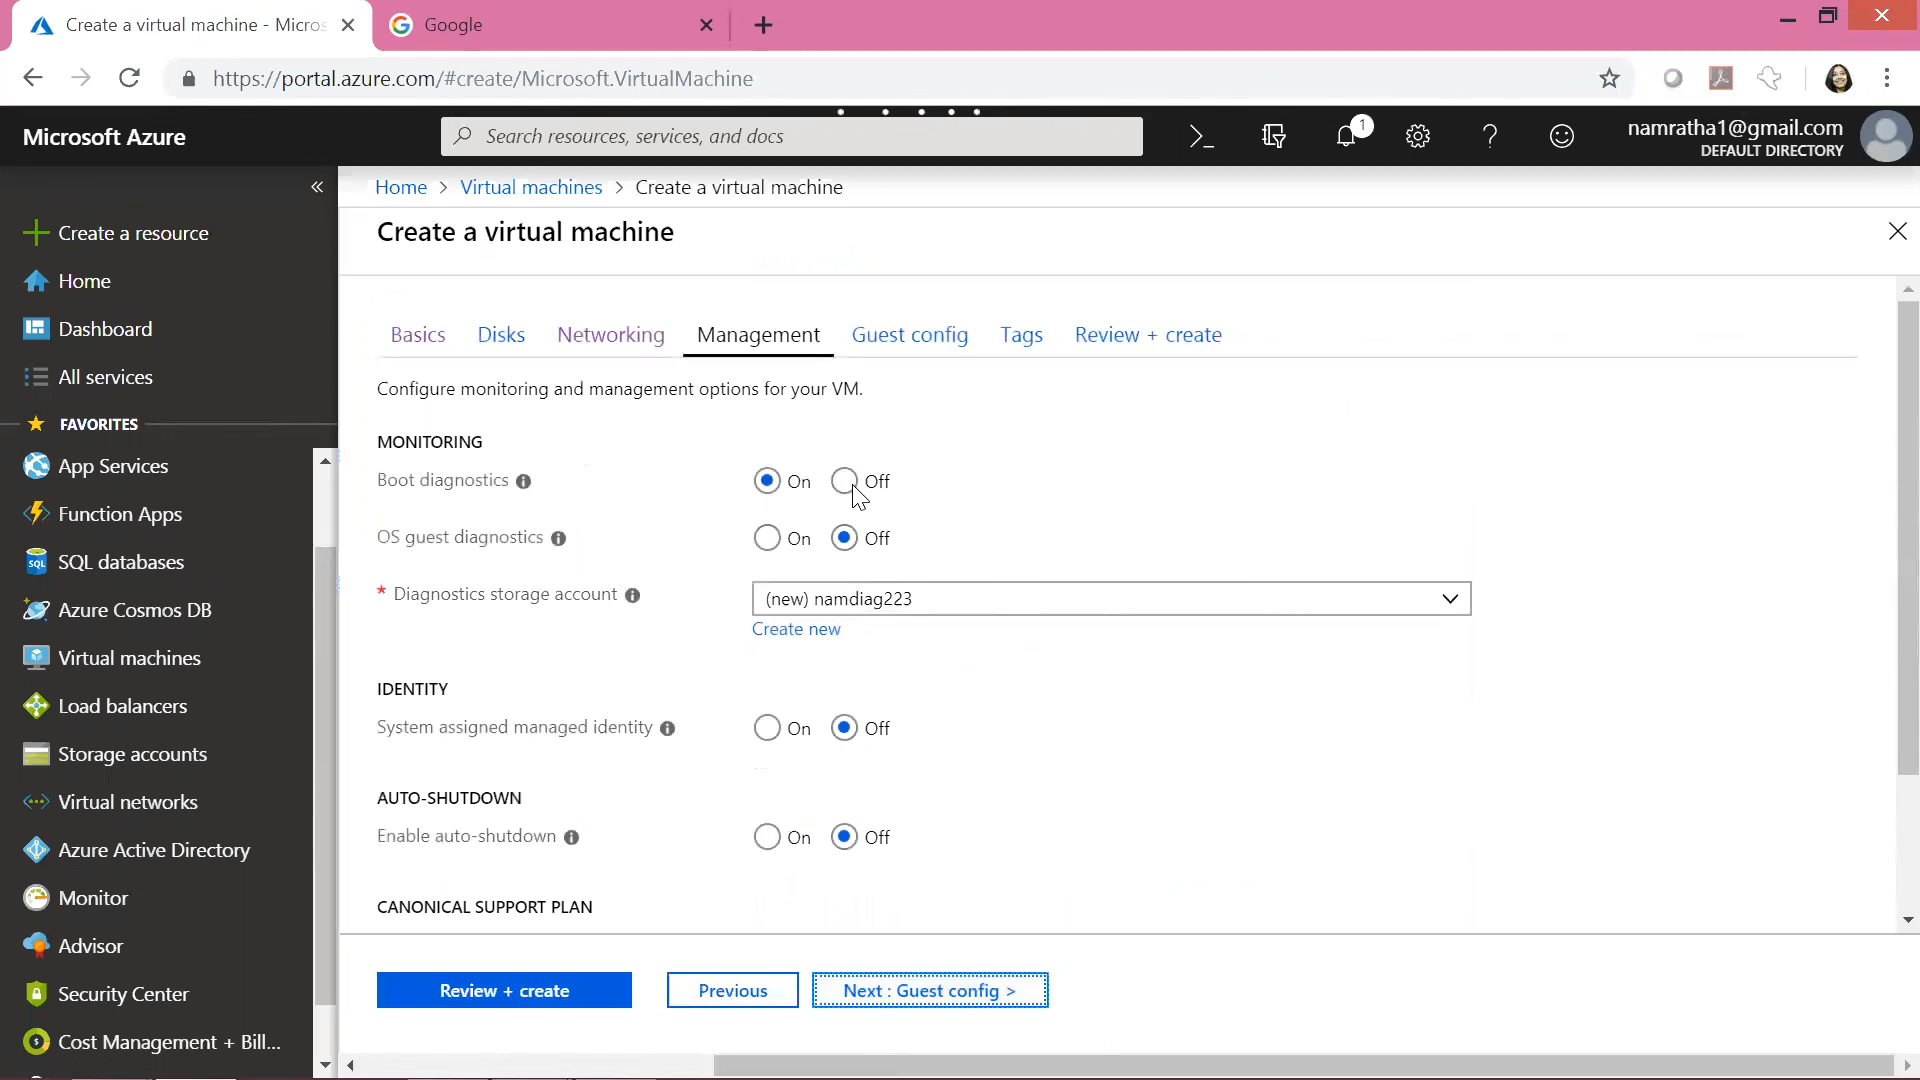 Create a virtual machine - Micros
Google
https://portal.azure.com/#create/Microsoft.VirtualMachine
Microsoft Azure
Search resources, services, and docs
1
namratha1@gmail.com
DEFAULT DIRECTORY
Home > Virtual machines > Create a virtual machine
Create a virtual machine
Create a resource
Home
Dashboard
All services
FAVORITES
App Services
Function Apps
SQL databases
Azure Cosmos DB
Virtual machines
Load balancers
Storage accounts
Virtual networks
Azure Active Directory
Monitor
Advisor
Security Center
Cost Management + Bill...
Basics Disks Networking Management Guest config Tags Review + create
Configure monitoring and management options for your VM.
MONITORING
Boot diagnostics On Off
OS guest diagnostics On Off
* Diagnostics storage account (new) namdiag223
Create new
IDENTITY
System assigned managed identity On Off
AUTO-SHUTDOWN
Enable auto-shutdown On Off
CANONICAL SUPPORT PLAN
Review + create Previous Next : Guest config >